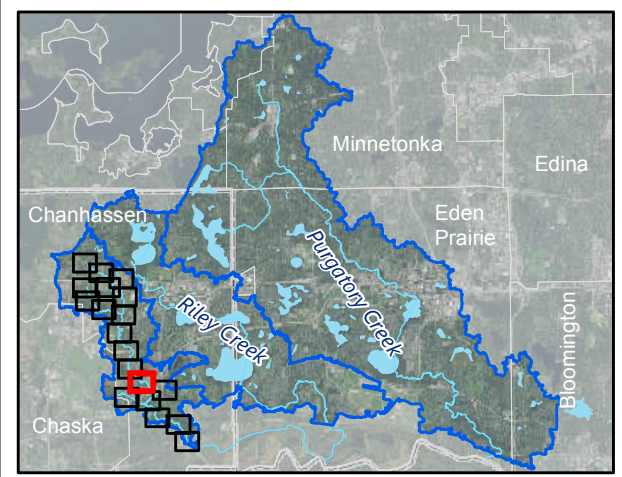 Minnetonka
Edina
Chanhassen
Eden
Prairie
Purgatory Creek
Riley Creek
Bloomington
Chaska